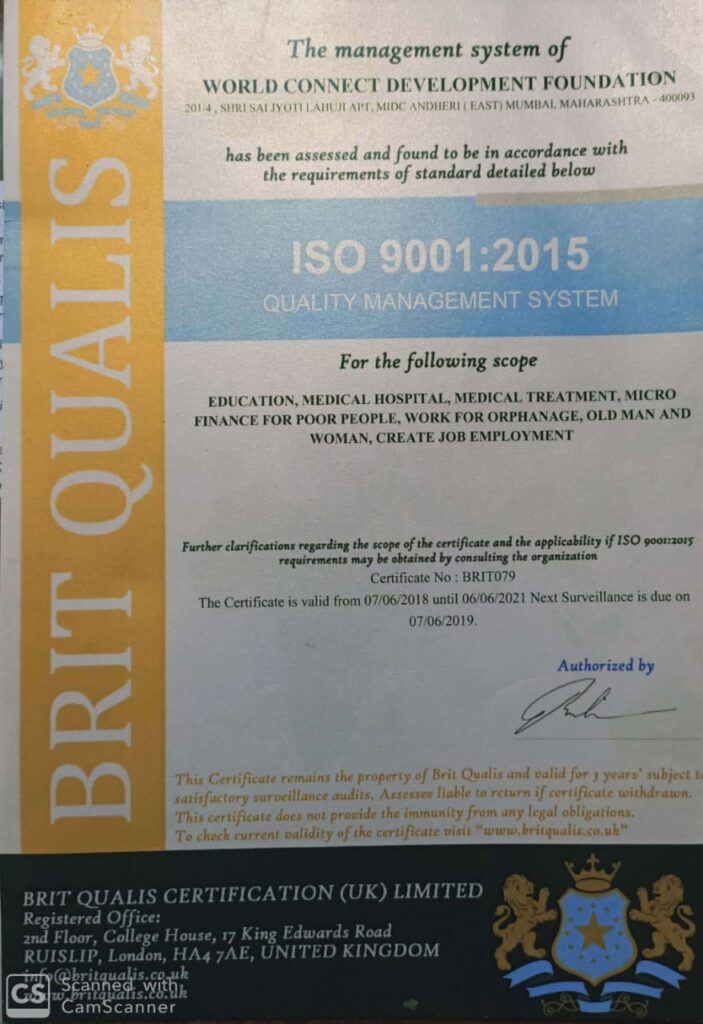 BRIT QUALIS
The management system of
WORLD CONNECT DEVELOPMENT FOUNDATION
201/4 , SHRI SAI JYOTI LAHUJI APT, MIDC ANDHERI ( EAST) MUMBAI, MAHARASHTRA - 400093
has been assessed and found to be in accordance with
the requirements of standard detailed below
ISO 9001:2015
QUALITY MANAGEMENT SYSTEM
For the following scope
EDUCATION, MEDICAL HOSPITAL, MEDICAL TREATMENT, MICRO
FINANCE FOR POOR PEOPLE, WORK FOR ORPHANAGE, OLD MAN AND
WOMAN, CREATE JOB EMPLOYMENT
Further clarifications regarding the scope of the certificate and the applicability if ISO 9001:2015
requirements may be obtained by consulting the organization
Certificate No : BRIT079
The Certificate is valid from 07/06/2018 until 06/06/2021 Next Surveillance is due on
07/06/2019.
Authorized by
This Certificate remains the property of Brit Qualis and valid for 3 years' subject to
satisfactory surveillance audits. Assessee liable to return if certificate withdrawn.
This certificate does not provide the immunity from any legal obligations.
To check current validity of the certificate visit "www.britqualis.co.uk"
BRIT QUALIS CERTIFICATION (UK) LIMITED
Registered Office:
2nd Floor, College House, 17 King Edwards Road
RUISLIP, London, HA4 7AE, UNITED KINGDOM
info@britqualis.co.uk
www.britqualis.co.uk
CS Scanned with
CamScanner